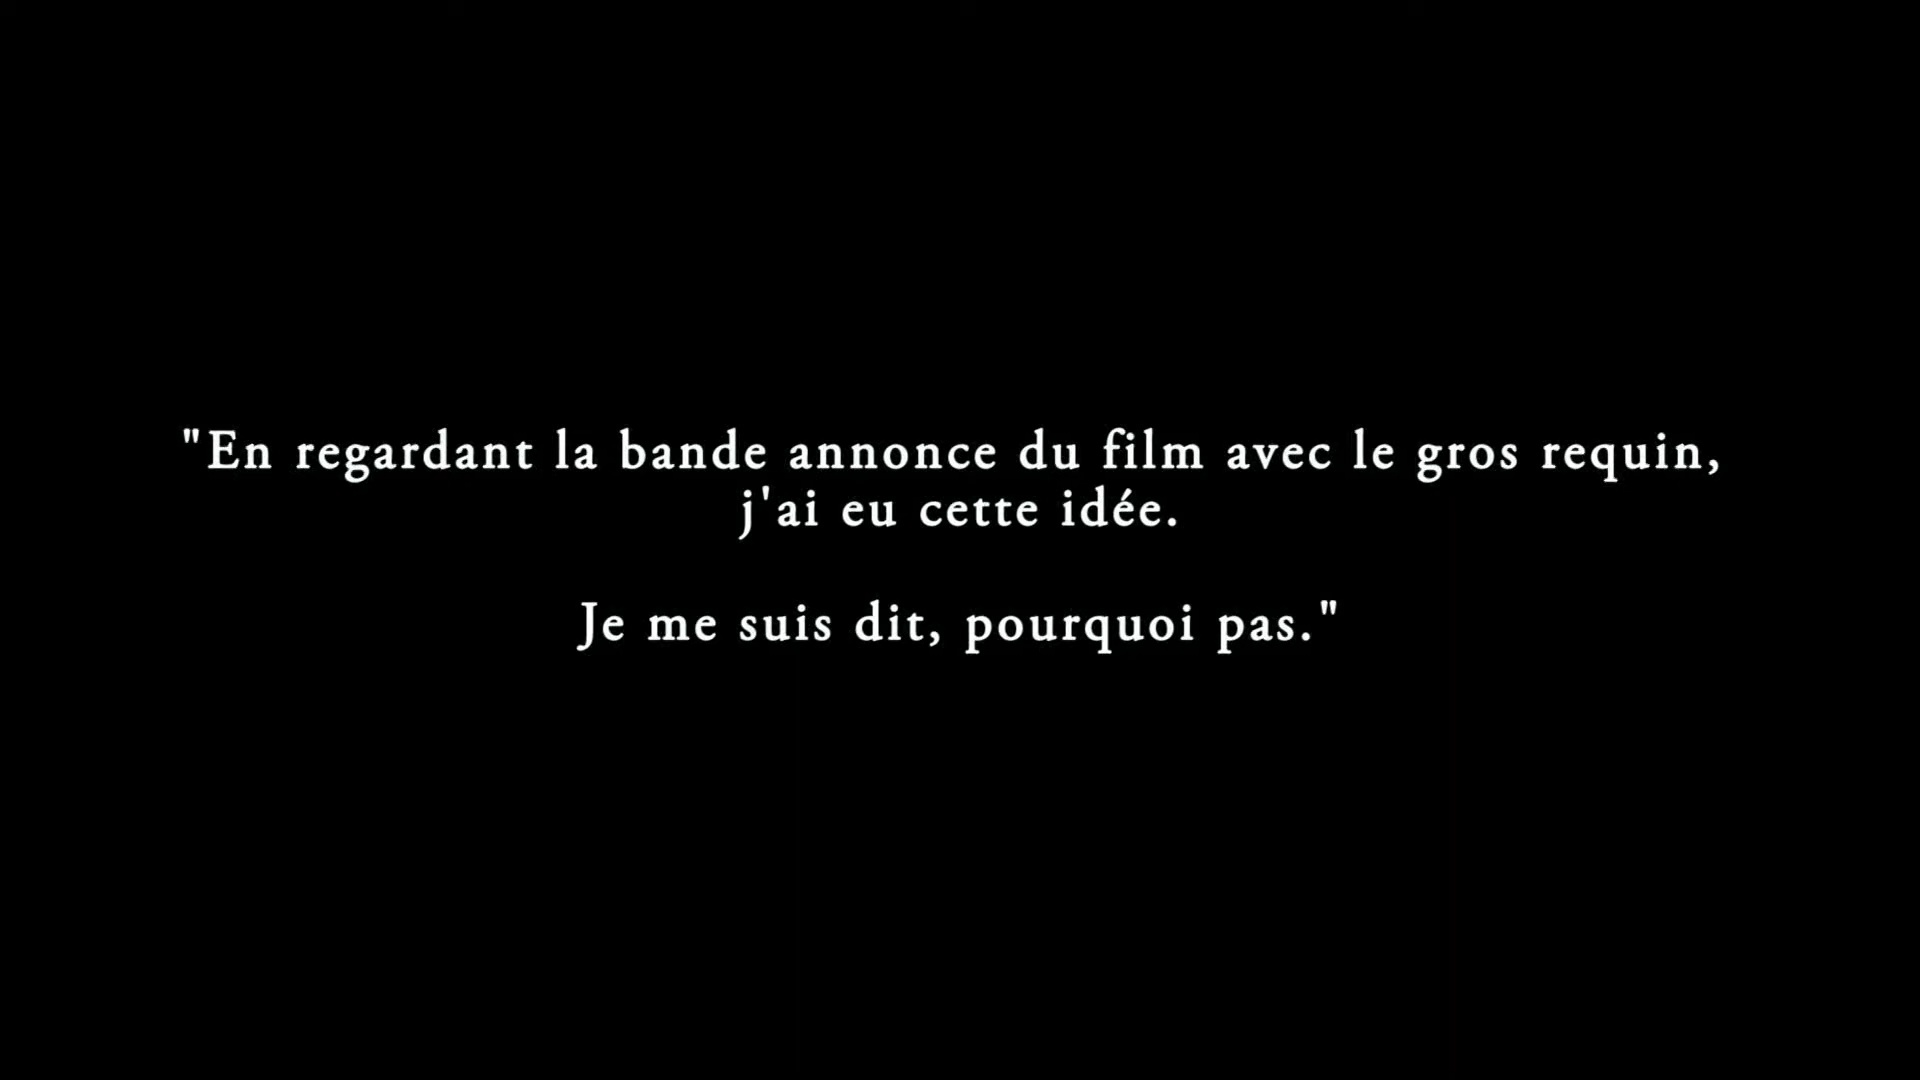 "En regardant la bande annonce du film avec le gros requin,
j'ai eu cette idée.
Je me suis dit, pourquoi pas."